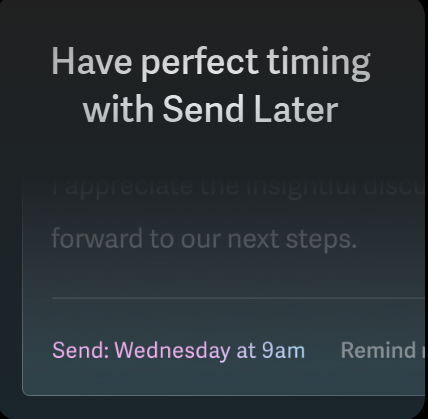 Have perfect timing
with Send Later
I appreciate the insightful
forward to our next steps.
Send: Wednesday at 9am
Remind